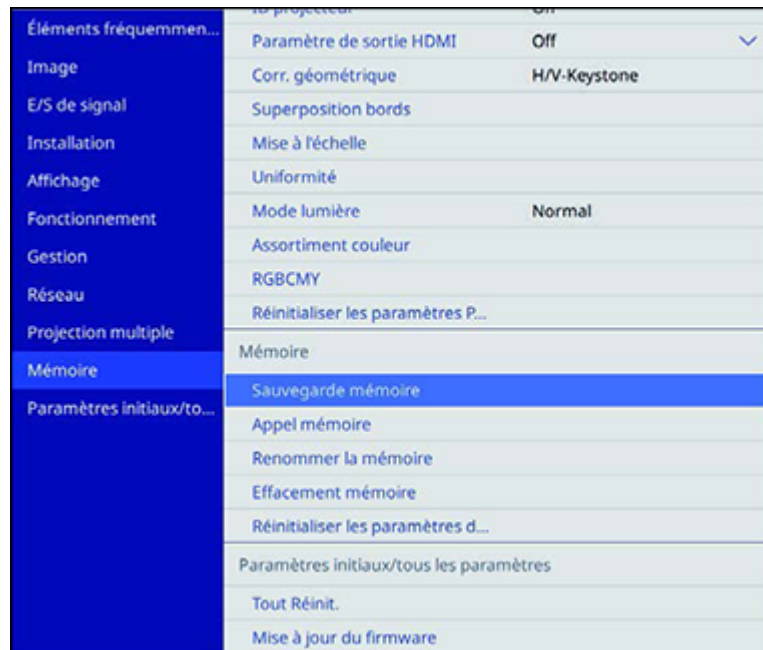 Éléments fréquemmen...
Image
E/S de signal
Installation
Affichage
Fonctionnement
Gestion
Réseau
Projection multiple
Mémoire
Paramètres initiaux/to...
ID projecteur On
Paramètre de sortie HDMI Off
Corr. géométrique H/V-Keystone
Superposition bords
Mise à l'échelle
Uniformité
Mode lumière Normal
Assortiment couleur
RGBCMY
Réinitialiser les paramètres P...
Mémoire
Sauvegarde mémoire
Appel mémoire
Renommer la mémoire
Effacement mémoire
Réinitialiser les paramètres d...
Paramètres initiaux/tous les paramètres
Tout Réinit.
Mise à jour du firmware